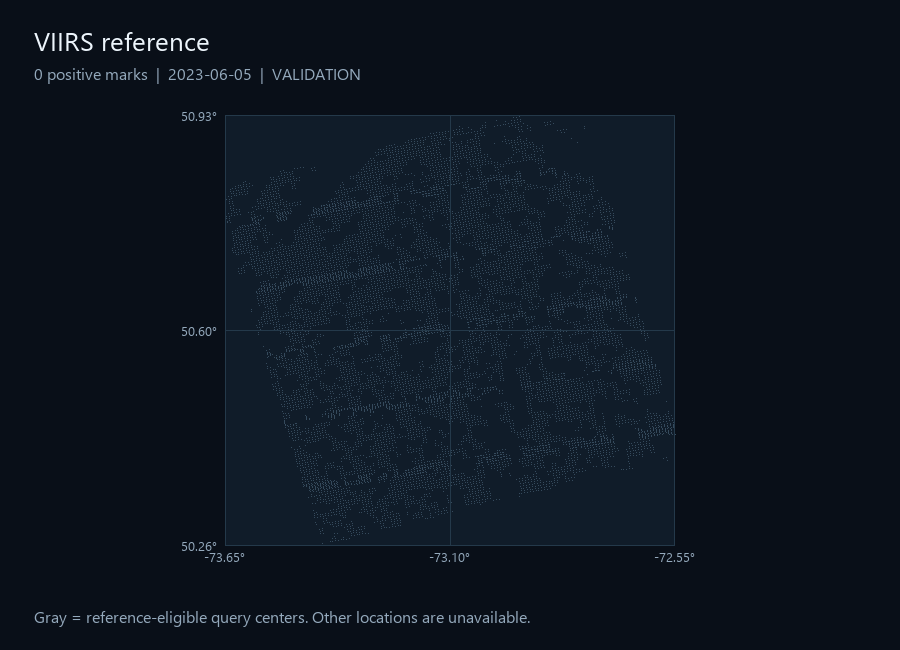 VIIRS reference
0 positive marks | 2023-06-05 | VALIDATION
50.93°
50.60°
50.26°
-73.65°
-73.10°
-72.55°
Gray = reference-eligible query centers. Other locations are unavailable.